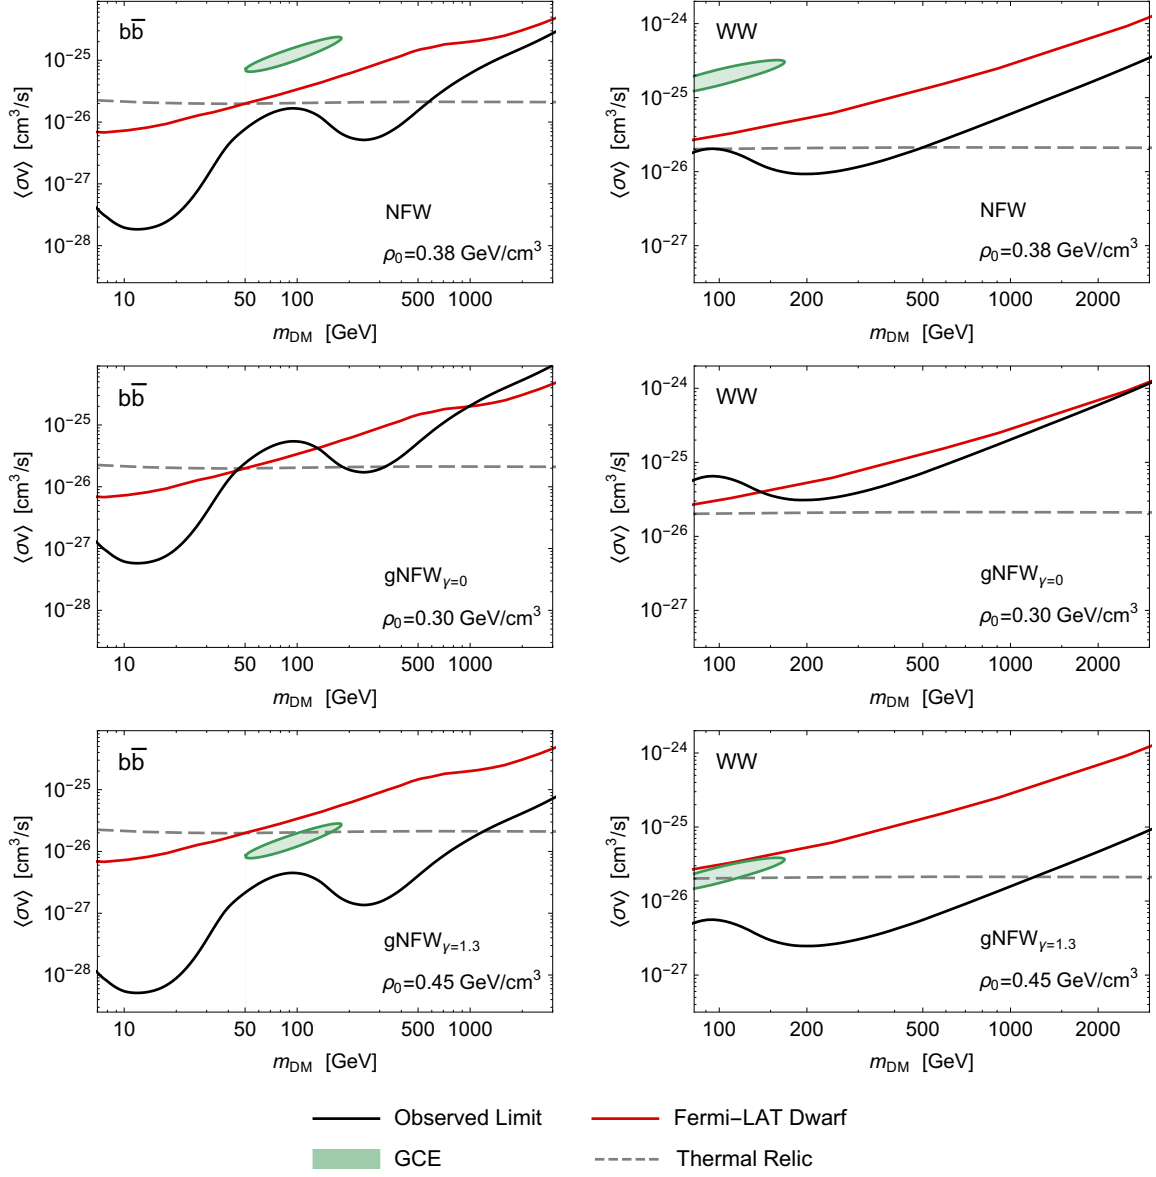 bb̅ WW
⟨σv⟩ [cm³/s] ⟨σv⟩ [cm³/s]
10⁻²⁵ 10⁻²⁶ 10⁻²⁷ 10⁻²⁸
10⁻²⁴ 10⁻²⁵ 10⁻²⁶ 10⁻²⁷
NFW NFW
ρ₀=0.38 GeV/cm³ ρ₀=0.38 GeV/cm³
10 50 100 500 1000 100 200 500 1000 2000
m_DM [GeV] m_DM [GeV]
bb̅ WW
⟨σv⟩ [cm³/s] ⟨σv⟩ [cm³/s]
10⁻²⁵ 10⁻²⁶ 10⁻²⁷ 10⁻²⁸
10⁻²⁴ 10⁻²⁵ 10⁻²⁶ 10⁻²⁷
gNFW_γ=0 gNFW_γ=0
ρ₀=0.30 GeV/cm³ ρ₀=0.30 GeV/cm³
10 50 100 500 1000 100 200 500 1000 2000
m_DM [GeV] m_DM [GeV]
bb̅ WW
⟨σv⟩ [cm³/s] ⟨σv⟩ [cm³/s]
10⁻²⁵ 10⁻²⁶ 10⁻²⁷ 10⁻²⁸
10⁻²⁴ 10⁻²⁵ 10⁻²⁶ 10⁻²⁷
gNFW_γ=1.3 gNFW_γ=1.3
ρ₀=0.45 GeV/cm³ ρ₀=0.45 GeV/cm³
10 50 100 500 1000 100 200 500 1000 2000
m_DM [GeV] m_DM [GeV]
Observed Limit Fermi−LAT Dwarf
GCE Thermal Relic